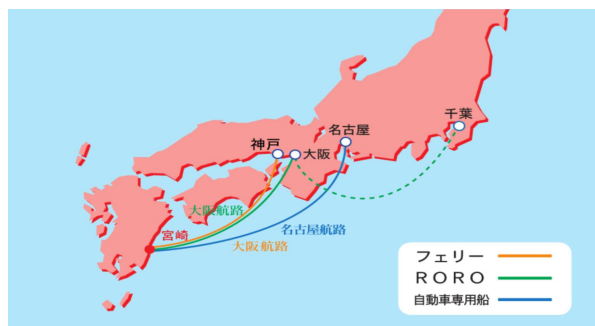 千葉
名古屋
神戸
大阪
大阪航路
宮崎
名古屋航路
大阪航路
フェリー
RORO
自動車専用船